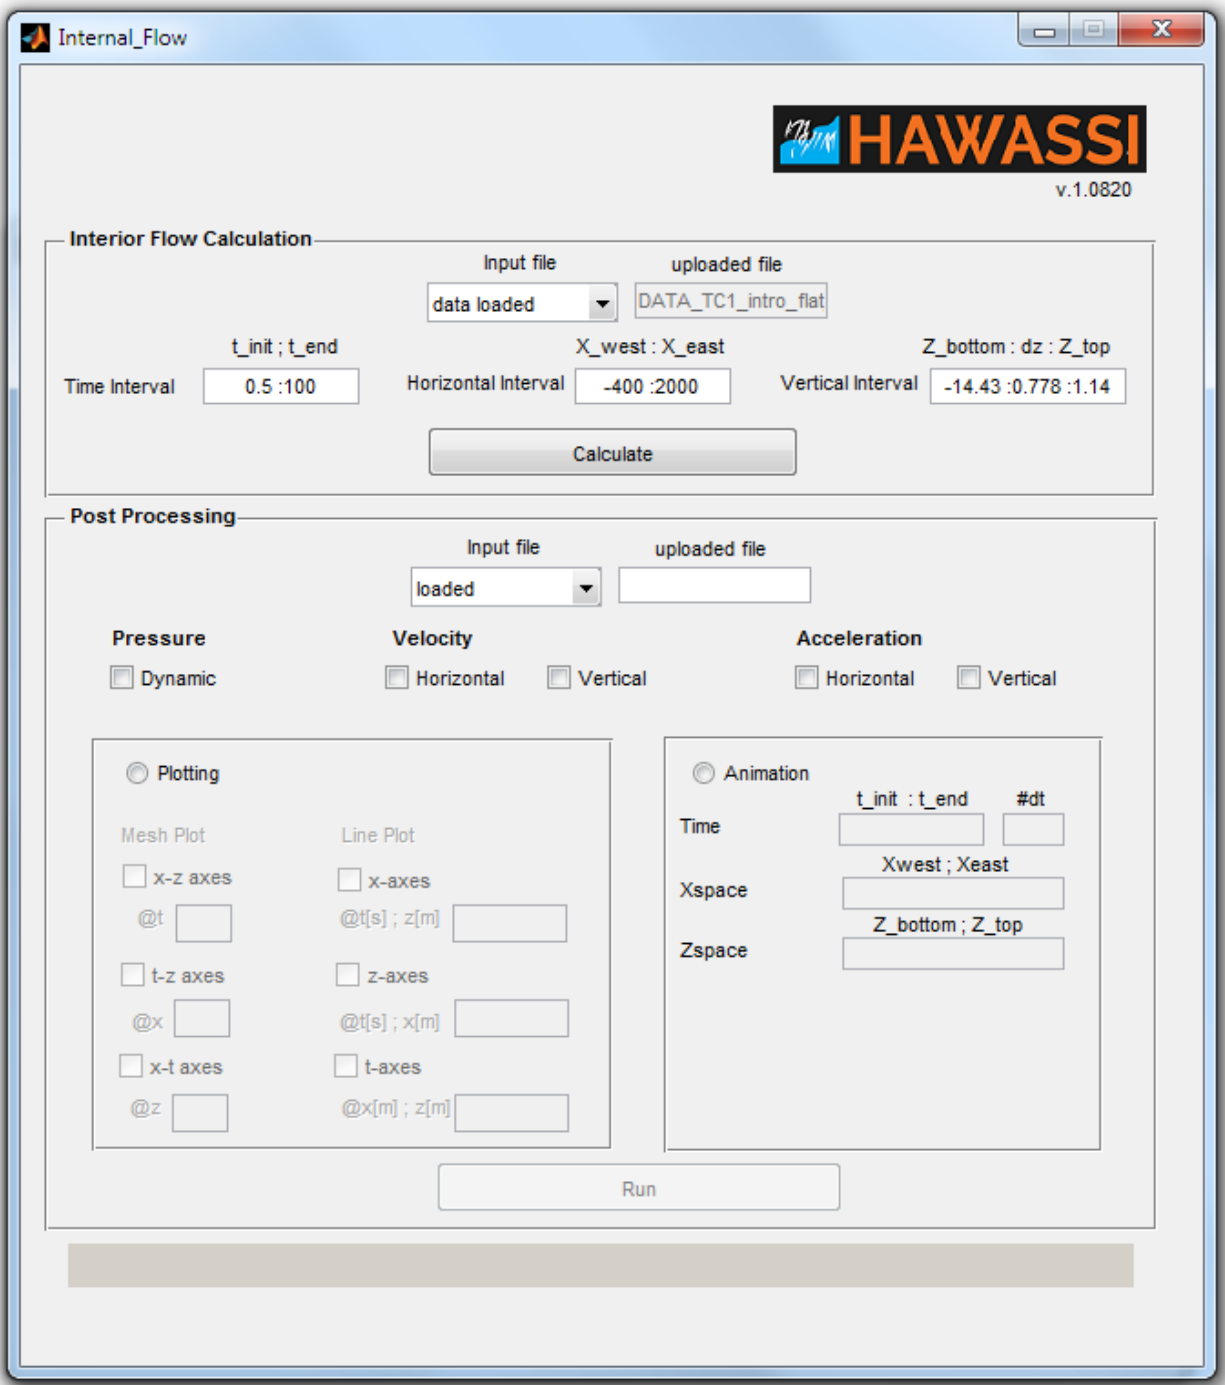 Internal_Flow
HAWASSI
v.1.0820
Interior Flow Calculation
Input file uploaded file
data loaded DATA_TC1_intro_flat
t_init ; t_end X_west : X_east Z_bottom : dz : Z_top
Time Interval 0.5 :100 Horizontal Interval -400 :2000 Vertical Interval -14.43 :0.778 :1.14
Calculate
Post Processing
Input file uploaded file
loaded
Pressure Velocity Acceleration
Dynamic Horizontal Vertical Horizontal Vertical
Plotting
Mesh Plot Line Plot
x-z axes x-axes
@t @t[s] ; z[m]
t-z axes z-axes
@x @t[s] ; x[m]
x-t axes t-axes
@z @x[m] ; z[m]
Animation
t_init : t_end #dt
Time
Xwest ; Xeast
Xspace
Z_bottom ; Z_top
Zspace
Run